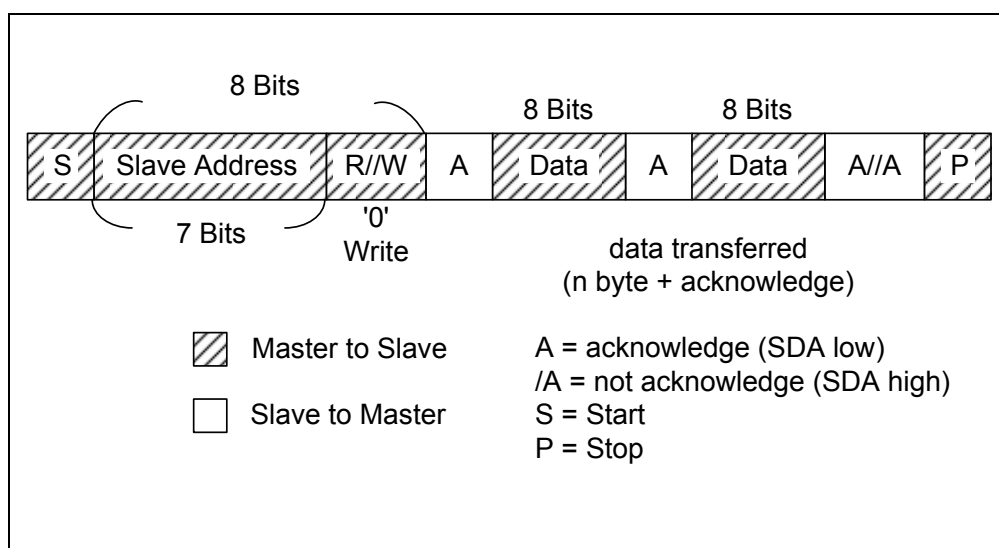 8 Bits
8 Bits 8 Bits
S Slave Address R//W A Data A Data A//A P
7 Bits
'0'
Write
data transferred
(n byte + acknowledge)
Master to Slave
Slave to Master
A = acknowledge (SDA low)
/A = not acknowledge (SDA high)
S = Start
P = Stop